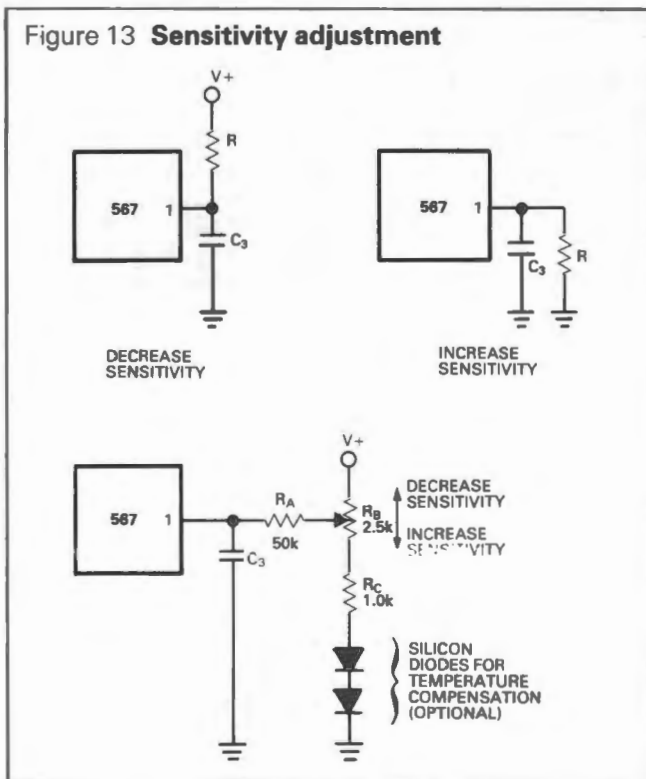 Figure 13 Sensitivity adjustment
V+
R
567 1
C3
DECREASE
SENSITIVITY
567 1
C3
R
INCREASE
SENSITIVITY
V+
567 1
RA
50k
C3
RB
2.5k
DECREASE
SENSITIVITY
INCREASE
SENSITIVITY
RC
1.0k
SILICON
DIODES FOR
TEMPERATURE
COMPENSATION
(OPTIONAL)